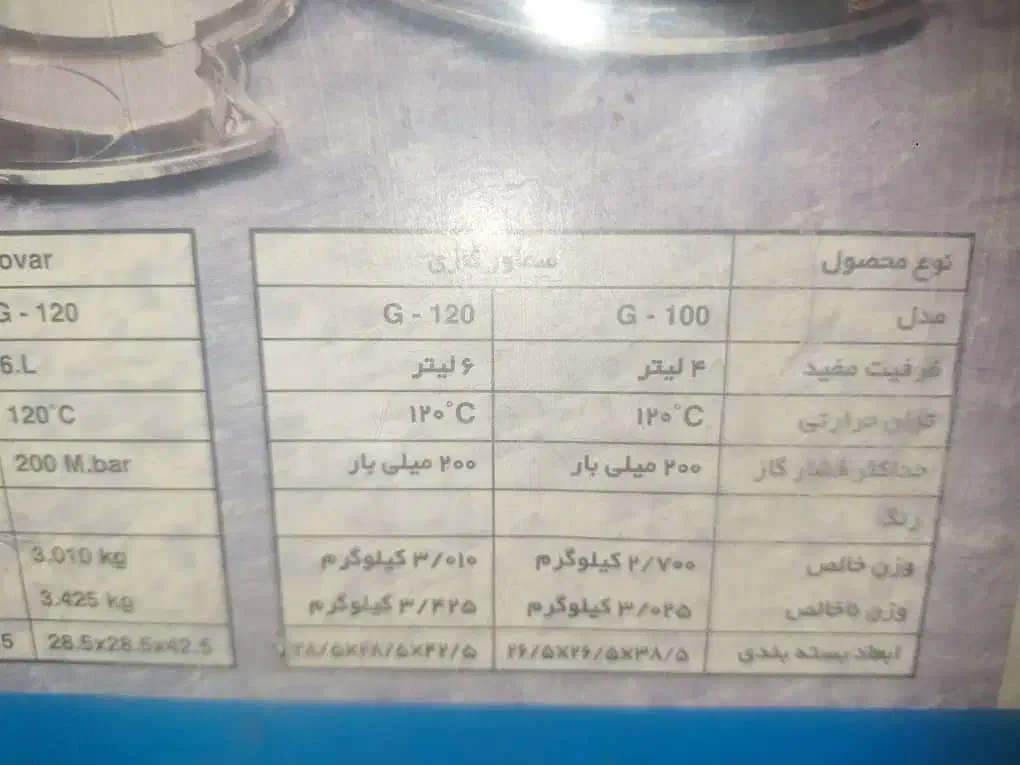 نوع محصول سماور گازی
مدل G - 100 G - 120
ظرفیت مفید ۴ لیتر ۶ لیتر
توان حرارتی ۱۲۰°C ۱۲۰°C
حداکثر فشار گاز ۲۰۰ میلی بار ۲۰۰ میلی بار
رنگ
وزن خالص ۲/۷۰۰ کیلوگرم ۳/۰۱۰ کیلوگرم
وزن ناخالص ۳/۰۲۵ کیلوگرم ۳/۴۲۵ کیلوگرم
ابعاد بسته بندی ۲۶/۵X۲۶/۵X۳۸/۵ ۲۸/۵X۲۸/۵X۴۲/۵
ovar
G - 120
6.L
120°C
200 M.bar
3.010 kg
3.425 kg
5 28.5x28.5x42.5